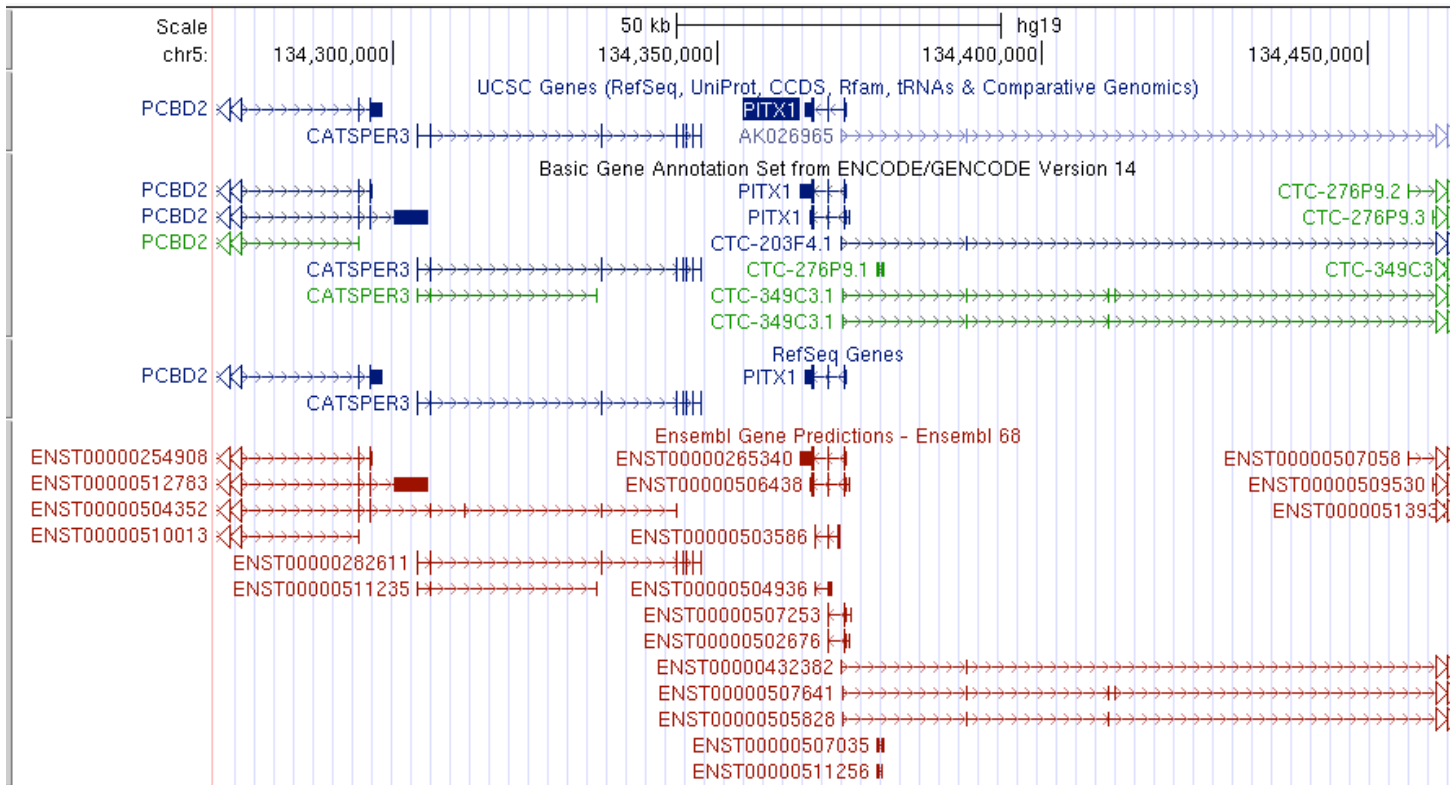 Scale 50 kb hg19
chr5: 134,300,000 134,350,000 134,400,000 134,450,000
UCSC Genes (RefSeq, UniProt, CCDS, Rfam, tRNAs & Comparative Genomics)
PCBD2 PITX1
CATSPER3 AK026965
Basic Gene Annotation Set from ENCODE/GENCODE Version 14
PCBD2 PITX1 CTC-276P9.2
PCBD2 PITX1 CTC-276P9.3
PCBD2 CTC-203F4.1
CATSPER3 CTC-276P9.1 CTC-349C3
CATSPER3 CTC-349C3.1
CTC-349C3.1
RefSeq Genes
PCBD2 PITX1
CATSPER3
Ensembl Gene Predictions - Ensembl 68
ENST00000254908 ENST00000265340 ENST00000507058
ENST00000512783 ENST00000506438 ENST00000509530
ENST00000504352 ENST0000051393
ENST00000510013 ENST00000503586
ENST00000282611
ENST00000511235 ENST00000504936
ENST00000507253
ENST00000502676
ENST00000432382
ENST00000507641
ENST00000505828
ENST00000507035
ENST00000511256